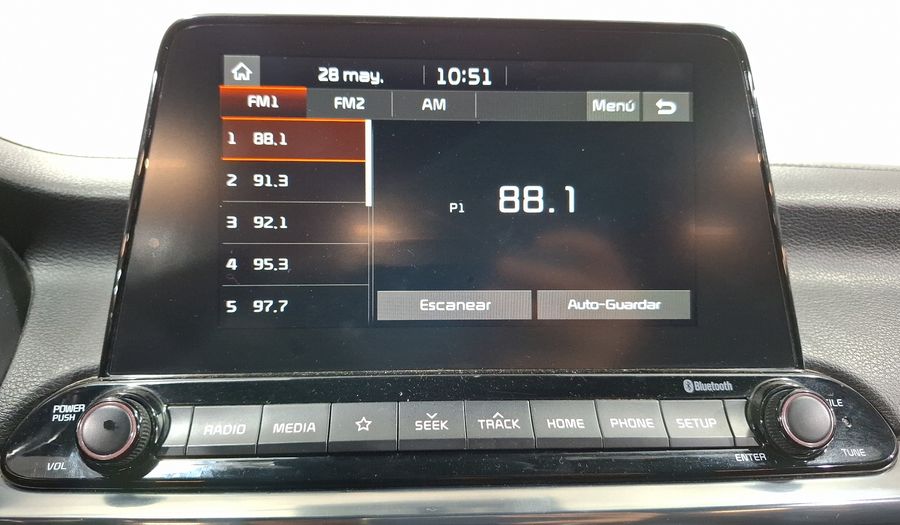 28 may. 10:51
FM1 FM2 AM Menú
1 88.1
2 91.3
3 92.1
4 95.3
5 97.7
P1 88.1
Escanear Auto-Guardar
Bluetooth
POWER
PUSH
VOL
RADIO MEDIA SEEK TRACK HOME PHONE SETUP
ENTER
TUNE